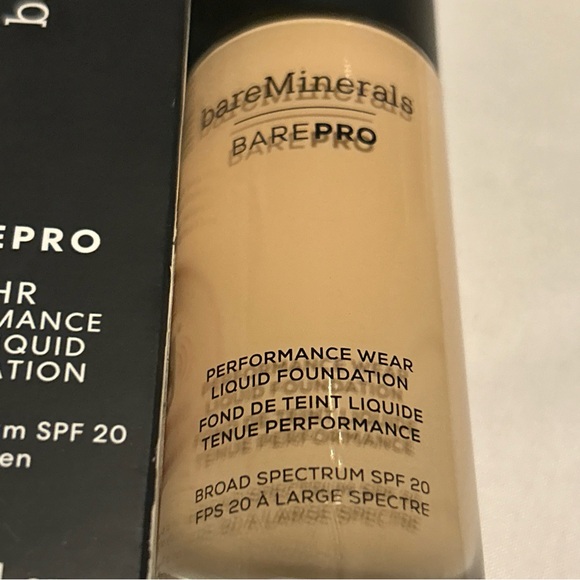 b
EPRO
HR
MANCE
QUID
ATION
m SPF 20
en
bareMinerals
BAREPRO
PERFORMANCE WEAR
LIQUID FOUNDATION
FOND DE TEINT LIQUIDE
TENUE PERFORMANCE
BROAD SPECTRUM SPF 20
FPS 20 À LARGE SPECTRE